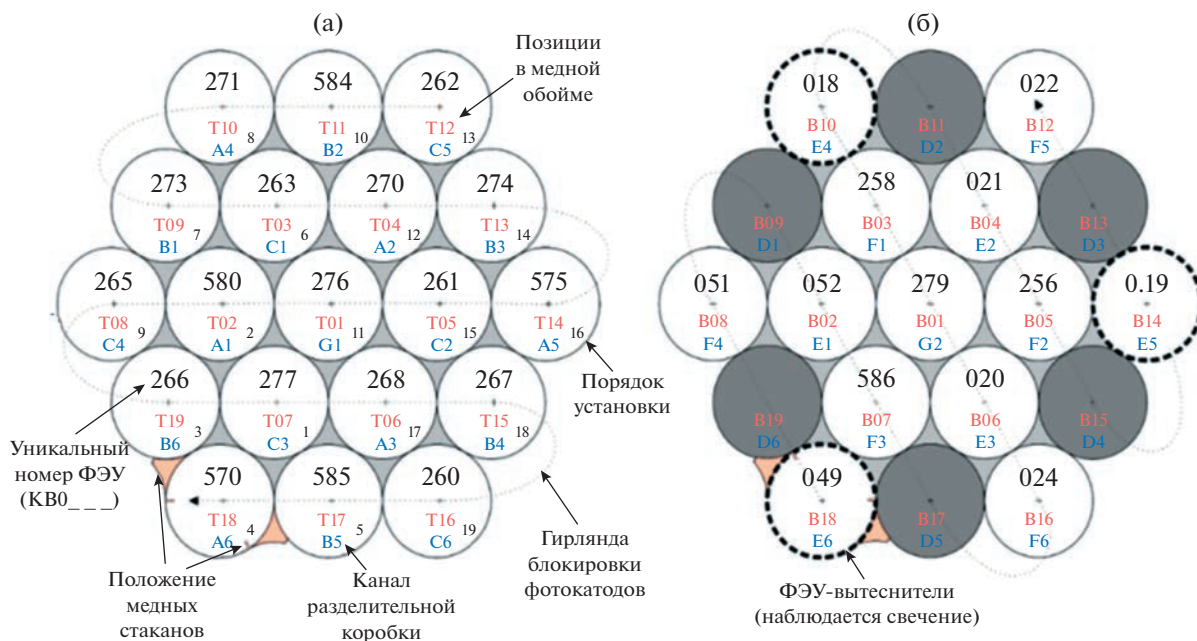 (а)
(б)
Позиции
в медной
обойме
271
584
262
T10 8
T11 10
T12 13
A4
B2
C5
273
263
270
274
T09 7
T03 6
T04 12
T13 14
B1
C1
A2
B3
265
580
276
261
575
T08 9
T02 2
T01 11
T05 15
T14 16
C4
A1
G1
C2
A5
Порядок
установки
266
277
268
267
T19 3
T07 1
T06 17
T15 18
B6
C3
A3
B4
Уникальный
номер ФЭУ
(KB0_ _ _)
570
585
260
T18 4
T17 5
T16 19
A6
B5
C6
Положение
медных
стаканов
Канал
разделительной
коробки
Гирлянда
блокировки
фотокатодов
018
022
B10
B11
B12
E4
D2
F5
258
021
B09
B03
B04
B13
D1
F1
E2
D3
051
052
279
256
0.19
B08
B02
B01
B05
B14
F4
E1
G2
F2
E5
586
020
B19
B07
B06
B15
D6
F3
E3
D4
049
024
B18
B17
B16
E6
D5
F6
ФЭУ-вытеснители
(наблюдается свечение)